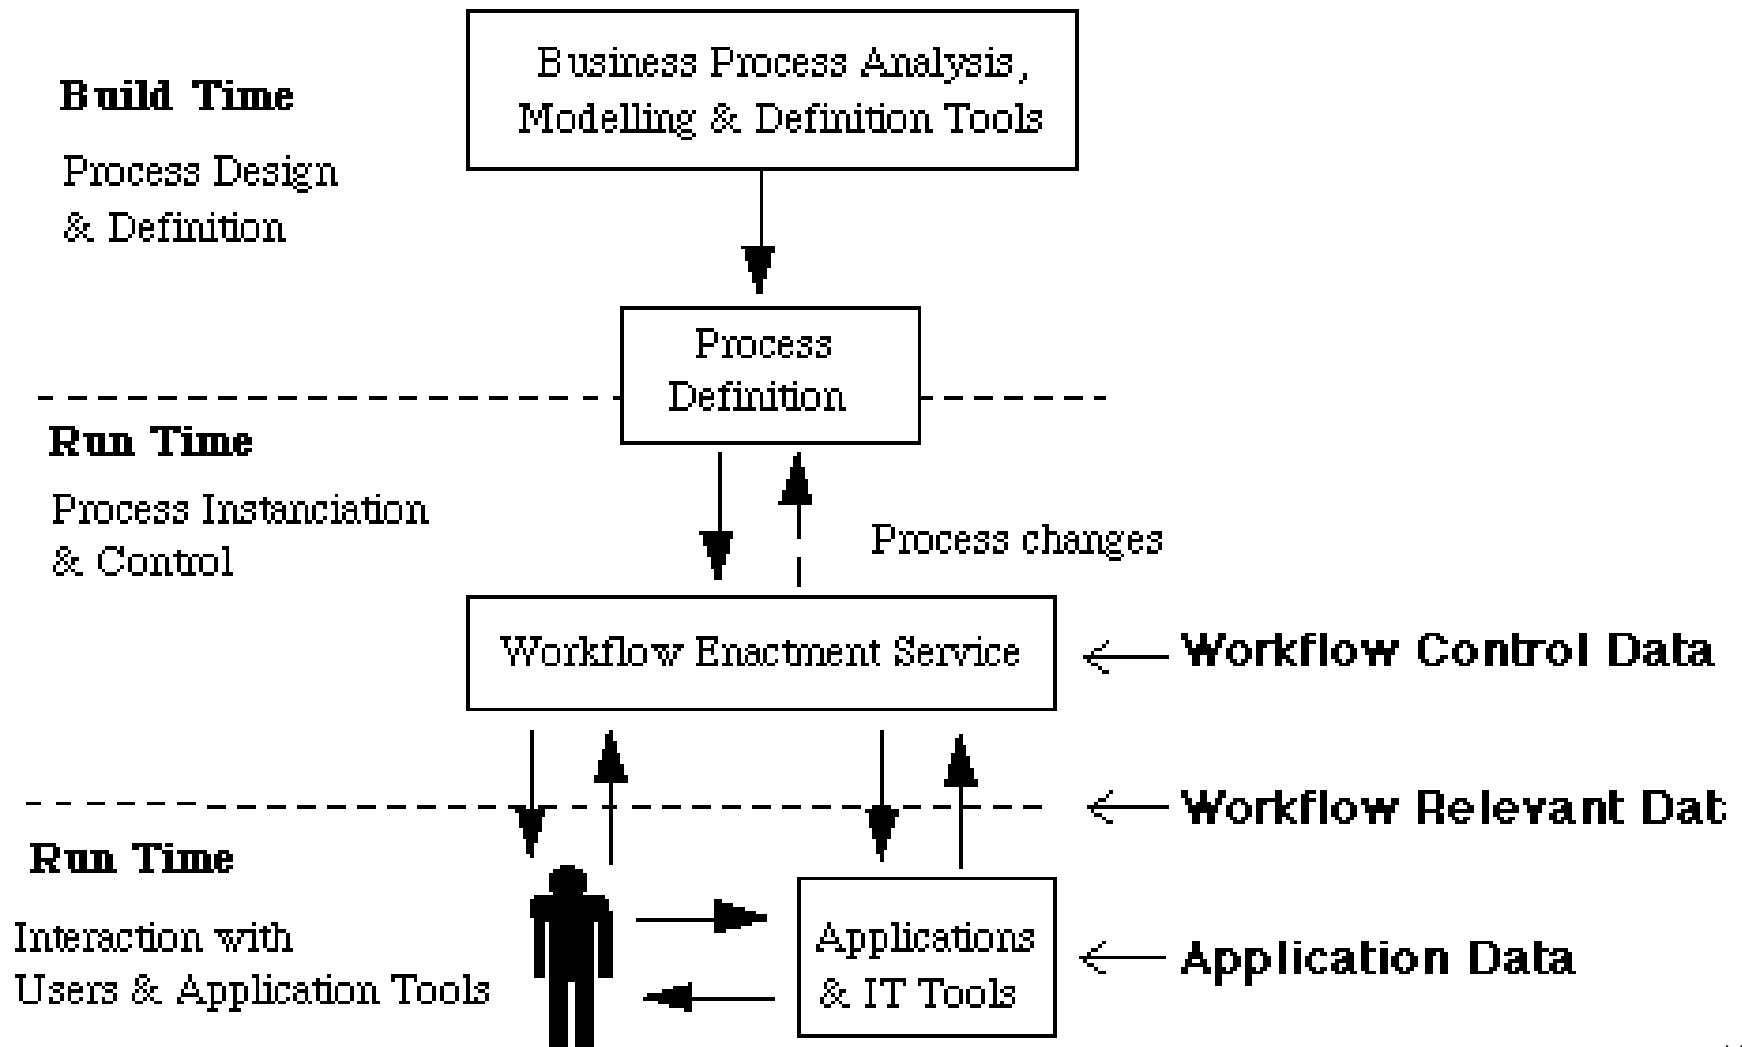 Business Process Analysis,
Modelling & Definition Tools
Build Time
Process Design
& Definition
Process
Definition
Run Time
Process Instanciation
& Control
Process changes
Workflow Enactment Service
Workflow Control Data
Workflow Relevant Dat
Run Time
Interaction with
Users & Application Tools
Applications
& IT Tools
Application Data